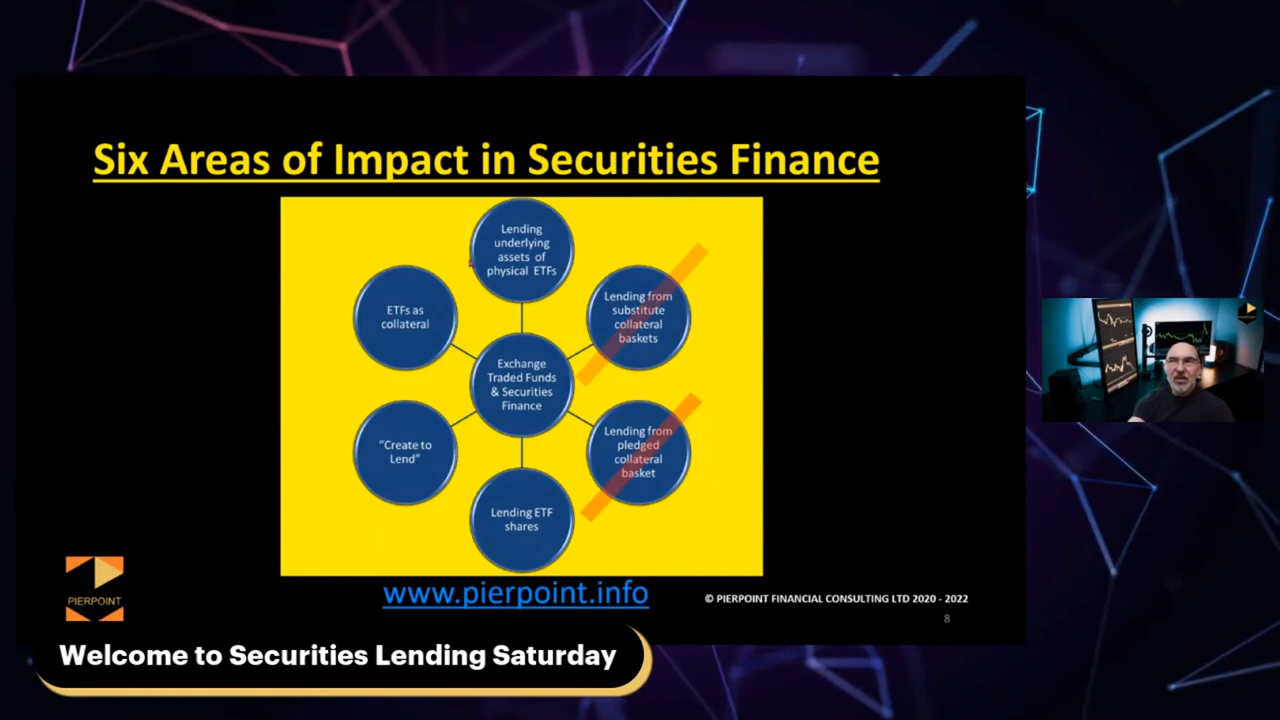 Six Areas of Impact in Securities Finance
Lending
underlying
assets of
physical ETFs
Lending from
substitute
collateral
baskets
ETFs as
collateral
Exchange
Traded Funds
& Securities
Finance
"Create to
Lend"
Lending from
pledged
collateral
basket
Lending ETF
shares
www.pierpoint.info
© PIERPOINT FINANCIAL CONSULTING LTD 2020 - 2022
8
PIERPOINT
Welcome to Securities Lending Saturday